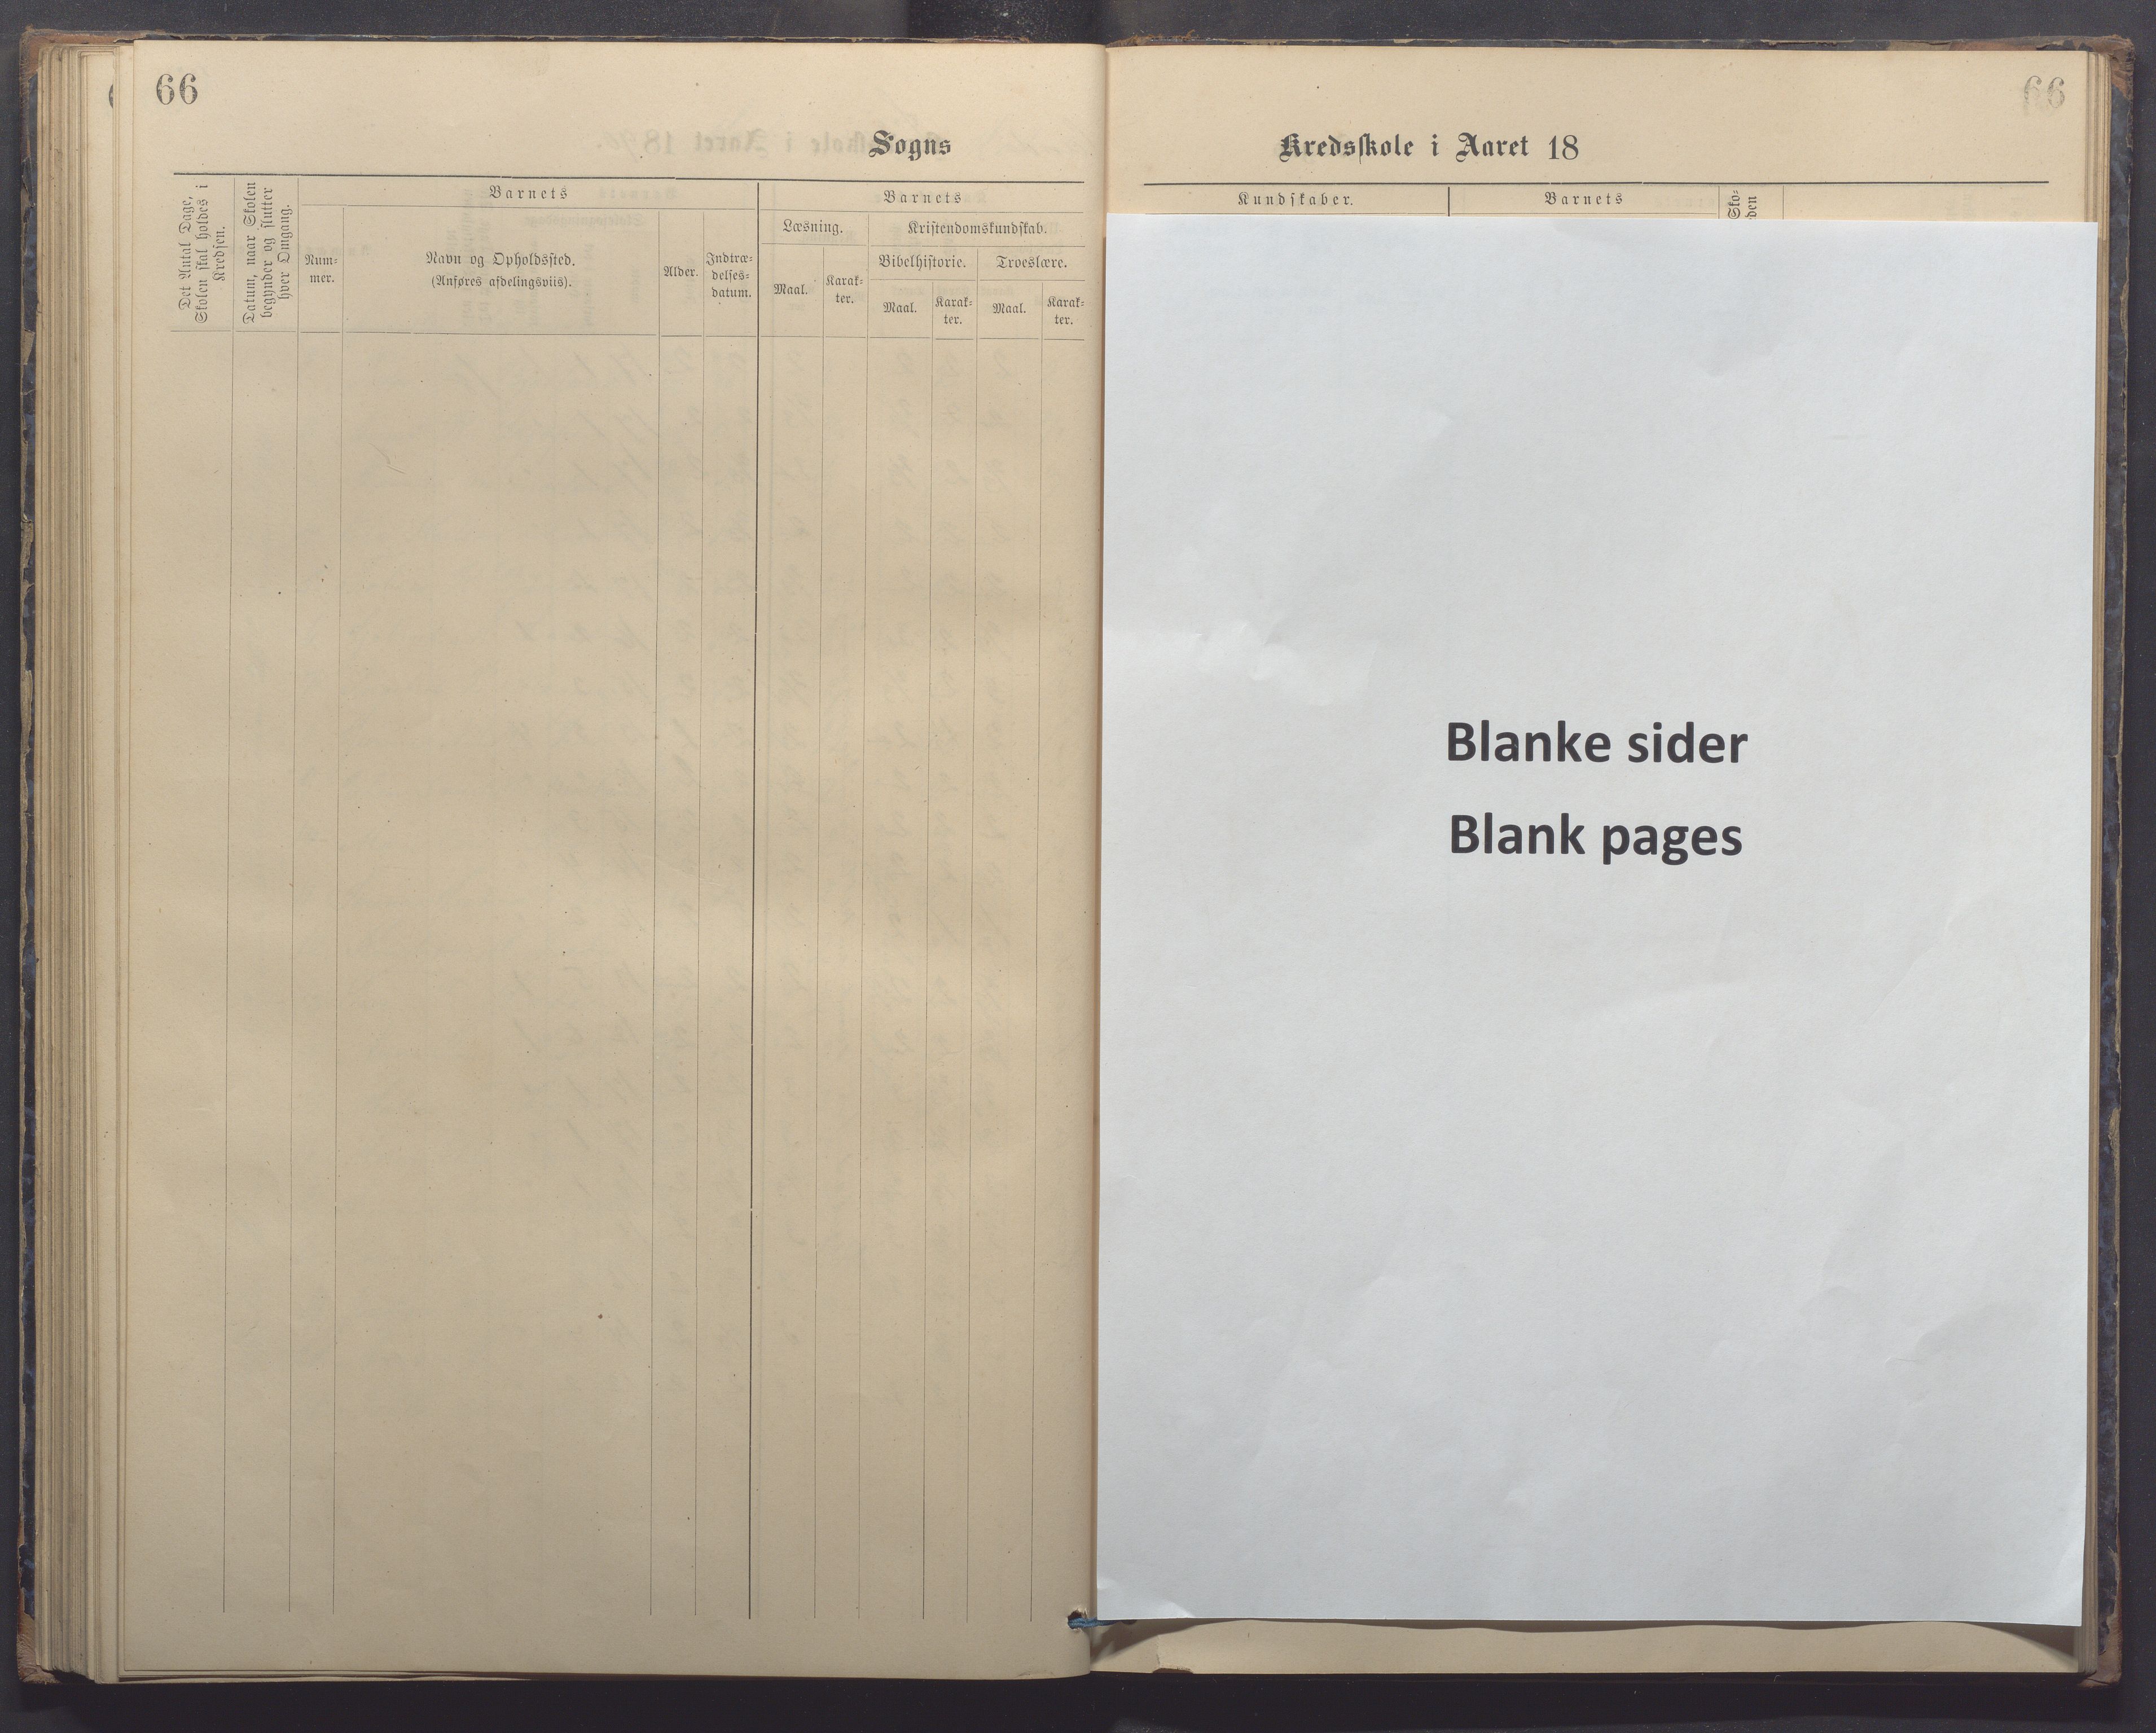 66
Sogns
Det Antal Dage,
Skolen skal holdes i
Kredsen.
Datum, naar Skolen
begynder og slutter
hver Omgang.
Barnets
Num-
mer.
Navn og Opholdssted.
(Anføres afdelingsviis).
Alder.
Indtræ-
delses-
datum.
Barnets
Læsning.
Kristendomskundskab.
Maal.
Karak-
ter.
Bibelhistorie.
Troeslære.
Maal.
Karak-
ter.
Maal.
Karak-
ter.
66
Kredsskole i Aaret 18
Kundskaber.
Barnets
Blanke sider
Blank pages